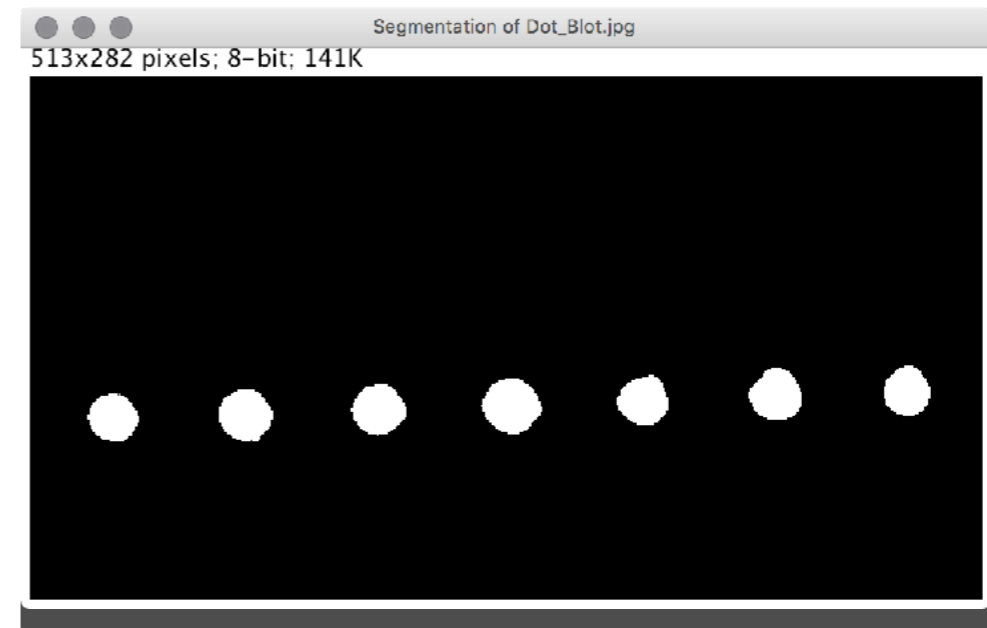 Segmentation of Dot_Blot.jpg
513x282 pixels; 8-bit; 141K